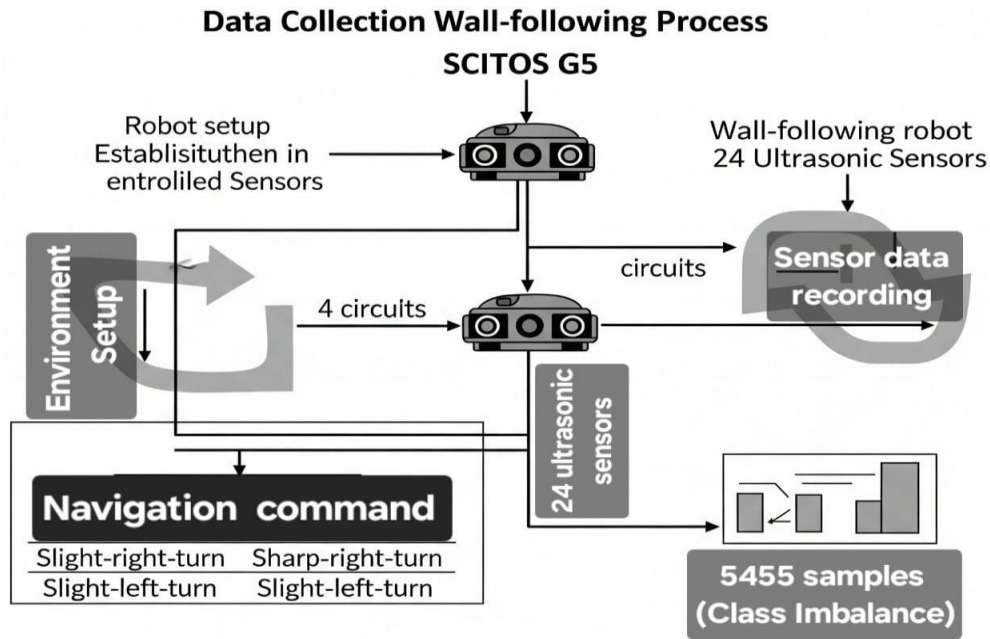 Data Collection Wall-following Process
SCITOS G5
Robot setup
Establisituthen in
entroliled Sensors
Wall-following robot
24 Ultrasonic Sensors
Environment
Setup
circuits
Sensor data
recording
4 circuits
24 ultrasonic
sensors
Navigation command
Slight-right-turn Sharp-right-turn
Slight-left-turn Slight-left-turn
5455 samples
(Class Imbalance)